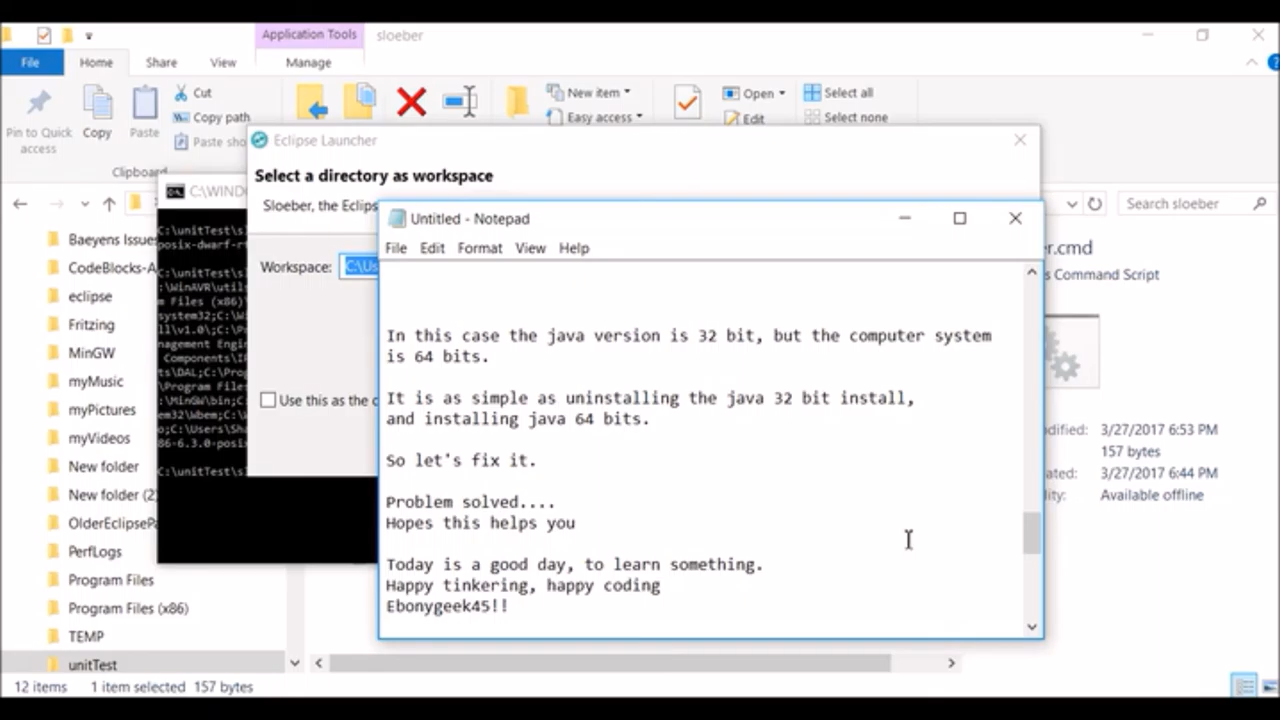 Application Tools
sloeber
File
Home
Share
View
Manage
Pin to Quick
access
Copy
Paste
Cut
Copy path
Paste
Clipboard
New item
Easy access
Open
Edit
Select all
Select none
Search sloeber
Eclipse Launcher
Select a directory as workspace
Sloeber, the
Workspace:
Use this as the
Baeyens
eclipse
Fritzing
MinGW
myMusic
myPictures
myVideos
New folder
New folder (2)
PerfLogs
Program Files
Program Files (x86)
TEMP
unitTest
12 items
1 item selected
157 bytes
Untitled - Notepad
File
Edit
Format
View
Help
In this case the java version is 32 bit, but the computer system
is 64 bits.
It is as simple as uninstalling the java 32 bit install,
and installing java 64 bits.
So let's fix it.
Problem solved....
Hopes this helps you
Today is a good day, to learn something.
Happy tinkering, happy coding
Ebonygeek45!!
er.cmd
s Command Script
3/27/2017 6:53 PM
157 bytes
3/27/2017 6:44 PM
Available offline